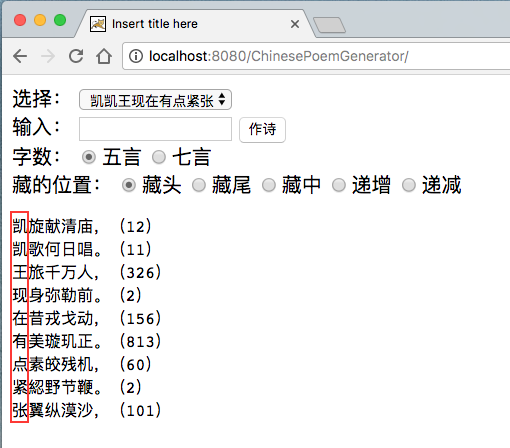 Insert title here
localhost:8080/ChinesePoemGenerator/
选择： 凯凯王现在有点紧张
输入： 作诗
字数： 五言 七言
藏的位置： 藏头 藏尾 藏中 递增 递减
凯旋献清庙，（12）
凯歌何日唱。（11）
王旅千万人，（326）
现身弥勒前。（2）
在昔戎戈动，（156）
有美璇玑正。（813）
点素皎残机，（60）
紧綛野节鞭。（2）
张翼纵漠沙，（101）